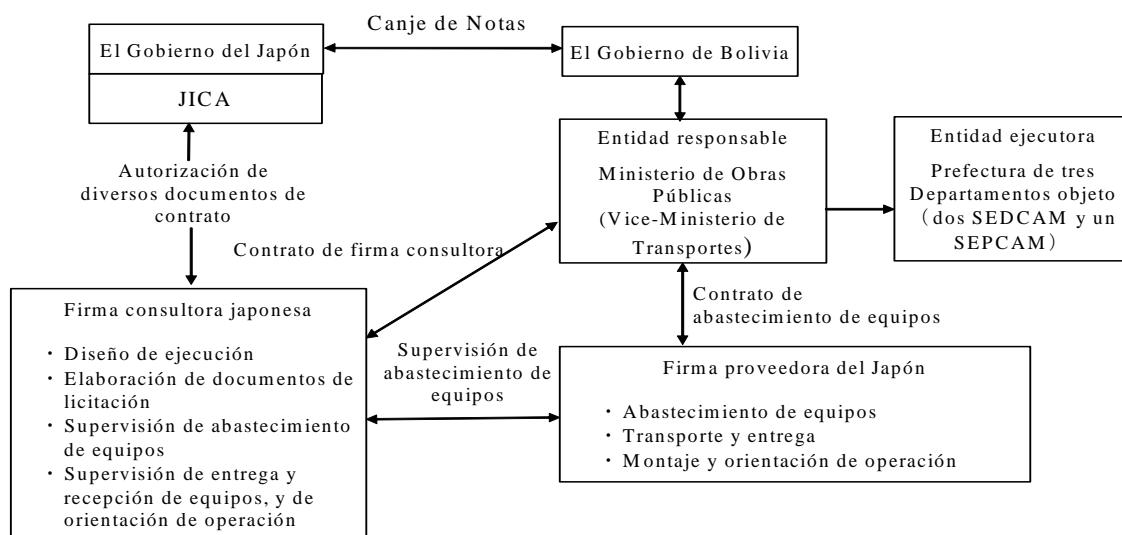 Canje de Notas
El Gobierno del Japón
JICA
El Gobierno de Bolivia
Autorización de
diversos documentos de
contrato
Entidad responsable
Ministerio de Obras
Públicas
(Vice-Ministerio de
Transportes)
Entidad ejecutora
Prefectura de tres
Departamentos objeto
（dos SEDCAM y un
SEPCAM）
Contrato de firma consultora
Contrato de
abastecimiento de equipos
Firma consultora japonesa
・ Diseño de ejecución
・ Elaboración de documentos de
licitación
・ Supervisión de abastecimiento
de equipos
・ Supervisión de entrega y
recepción de equipos, y de
orientación de operación
Supervisión de
abastecimiento de
equipos
Firma proveedora del Japón
・ Abastecimiento de equipos
・ Transporte y entrega
・ Montaje y orientación de operación